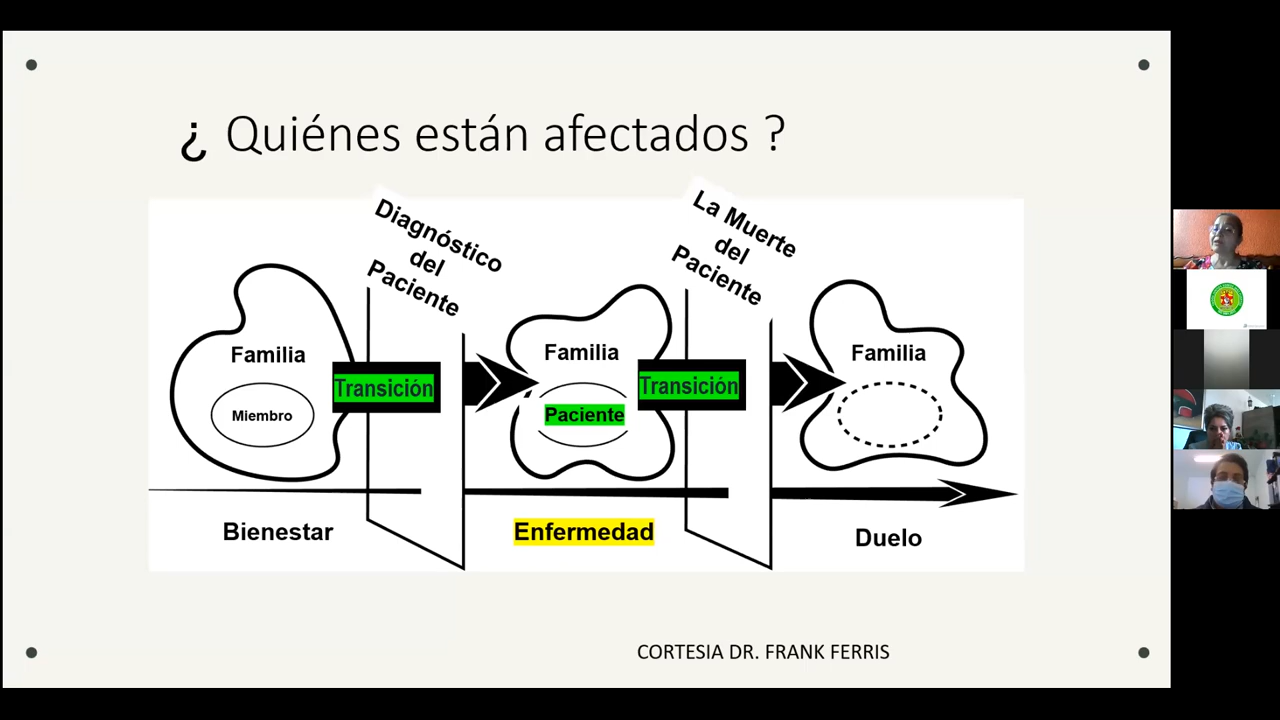 ¿ Quiénes están afectados ?
Diagnóstico
del
Paciente
La Muerte
del
Paciente
Familia
Miembro
Transición
Familia
Paciente
Transición
Familia
Bienestar
Enfermedad
Duelo
CORTESIA DR. FRANK FERRIS